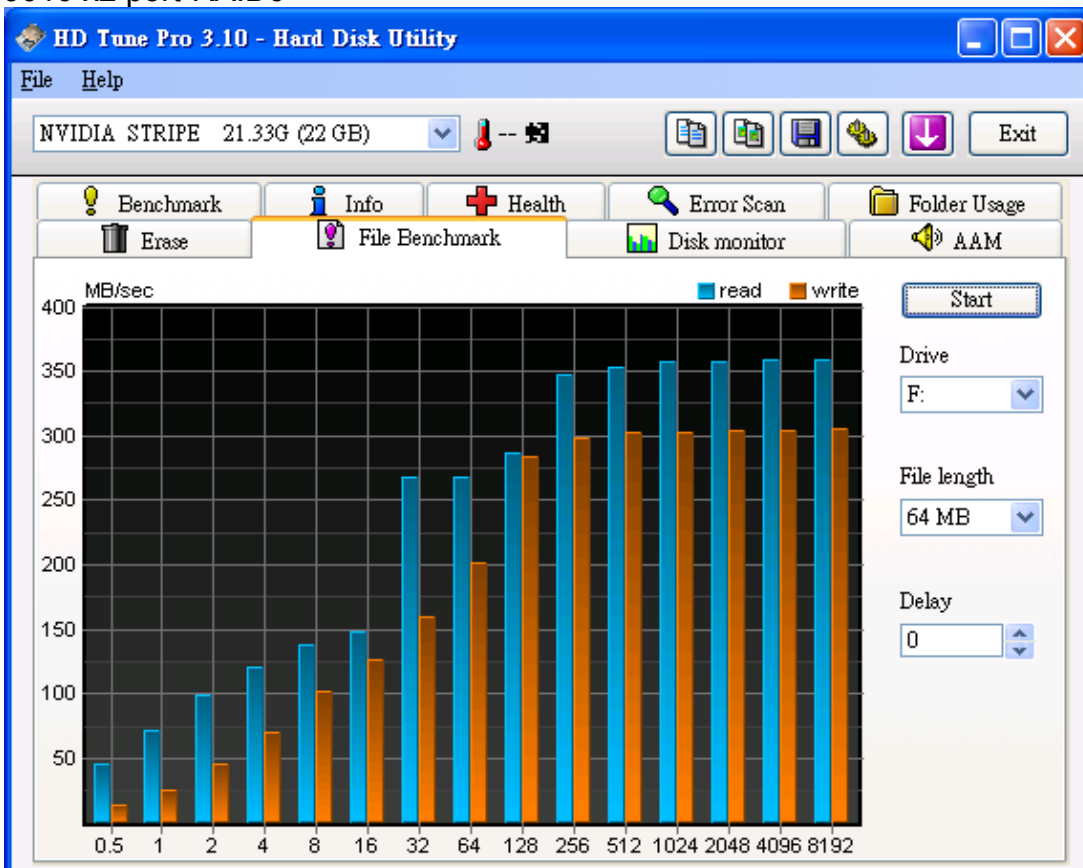 HD Tune Pro 3.10 - Hard Disk Utility
File Help
NVIDIA STRIPE 21.33G (22 GB) -- Exit
Benchmark Info Health Error Scan Folder Usage
Erase File Benchmark Disk monitor AAM
MB/sec read write Start
400
350
300
250
200
150
100
50
0.5 1 2 4 8 16 32 64 128 256 512 1024 2048 4096 8192
Drive
F:
File length
64 MB
Delay
0